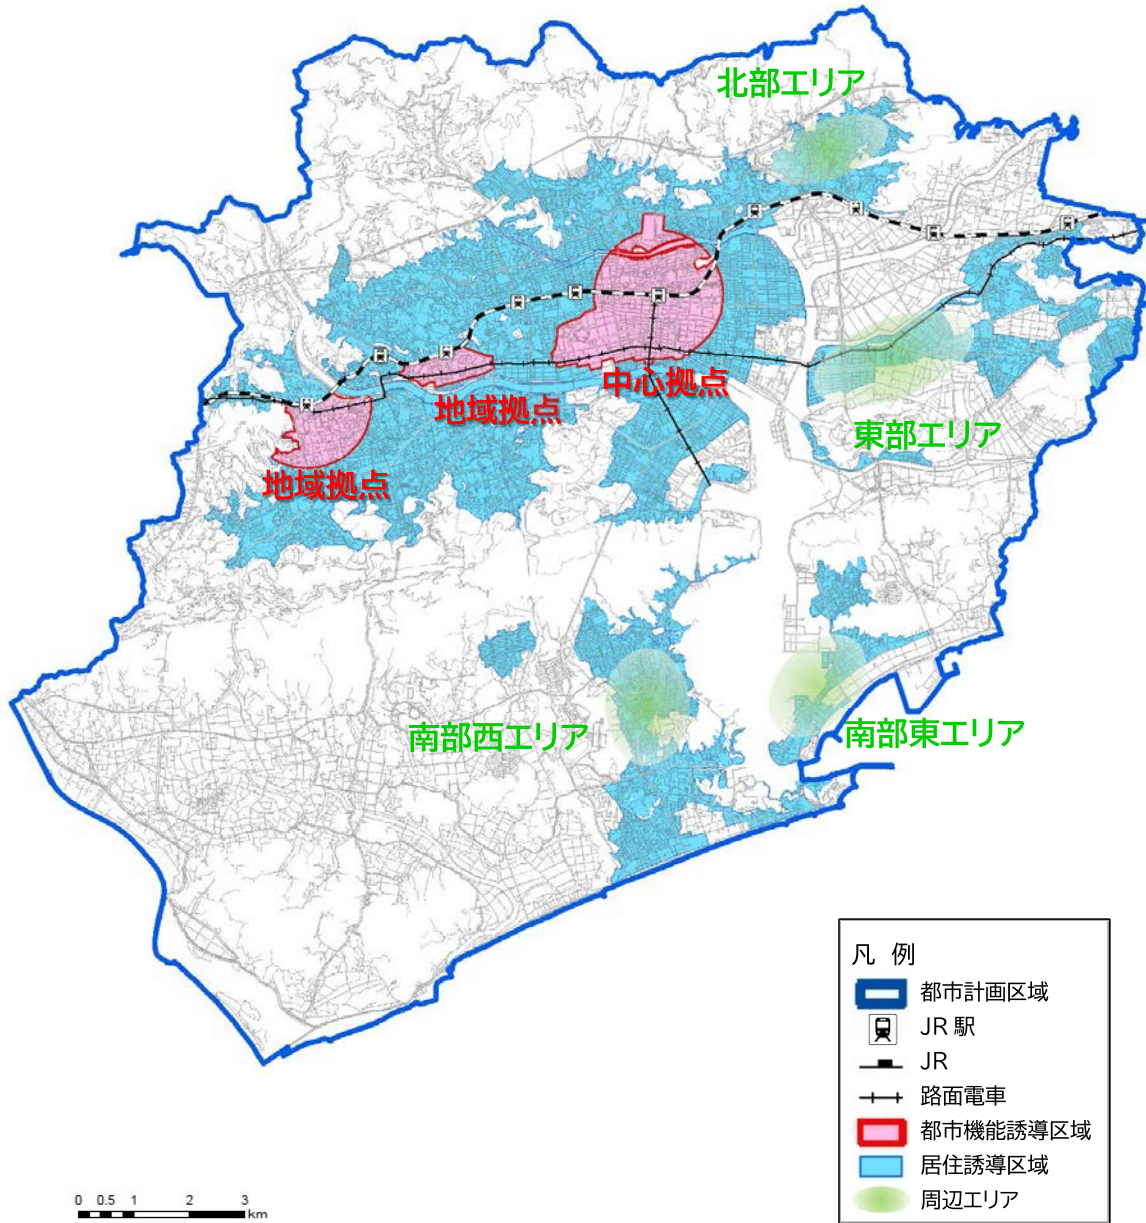 北部エリア
中心拠点
地域拠点
東部エリア
地域拠点
南部西エリア
南部東エリア
凡 例
都市計画区域
JR 駅
JR
路面電車
都市機能誘導区域
居住誘導区域
周辺エリア
0 0.5 1 2 3
km